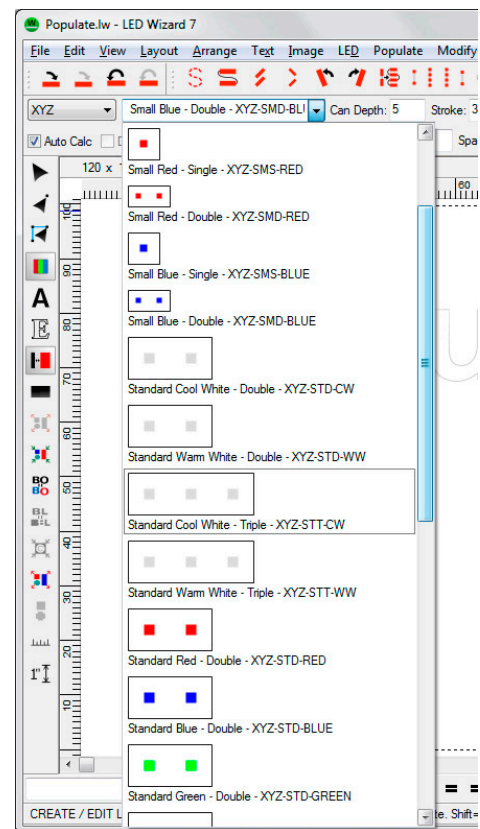 Populate.lw - LED Wizard 7
File Edit View Layout Arrange Text Image LED Populate Modify
XYZ Small Blue - Double - XYZ-SMD-BLU Can Depth: 5 Stroke: 3
Auto Calc Spa
120 x
60
Small Red - Single - XYZ-SMS-RED
Small Red - Double - XYZ-SMD-RED
Small Blue - Single - XYZ-SMS-BLUE
Small Blue - Double - XYZ-SMD-BLUE
Standard Cool White - Double - XYZ-STD-CW
Standard Warm White - Double - XYZ-STD-WW
Standard Cool White - Triple - XYZ-STT-CW
Standard Warm White - Triple - XYZ-STT-WW
Standard Red - Double - XYZ-STD-RED
Standard Blue - Double - XYZ-STD-BLUE
Standard Green - Double - XYZ-STD-GREEN
100
90
80
70
60
50
40
30
20
10
A
E
BO
BO
BL
L
1"
CREATE / EDIT L te. Shift=